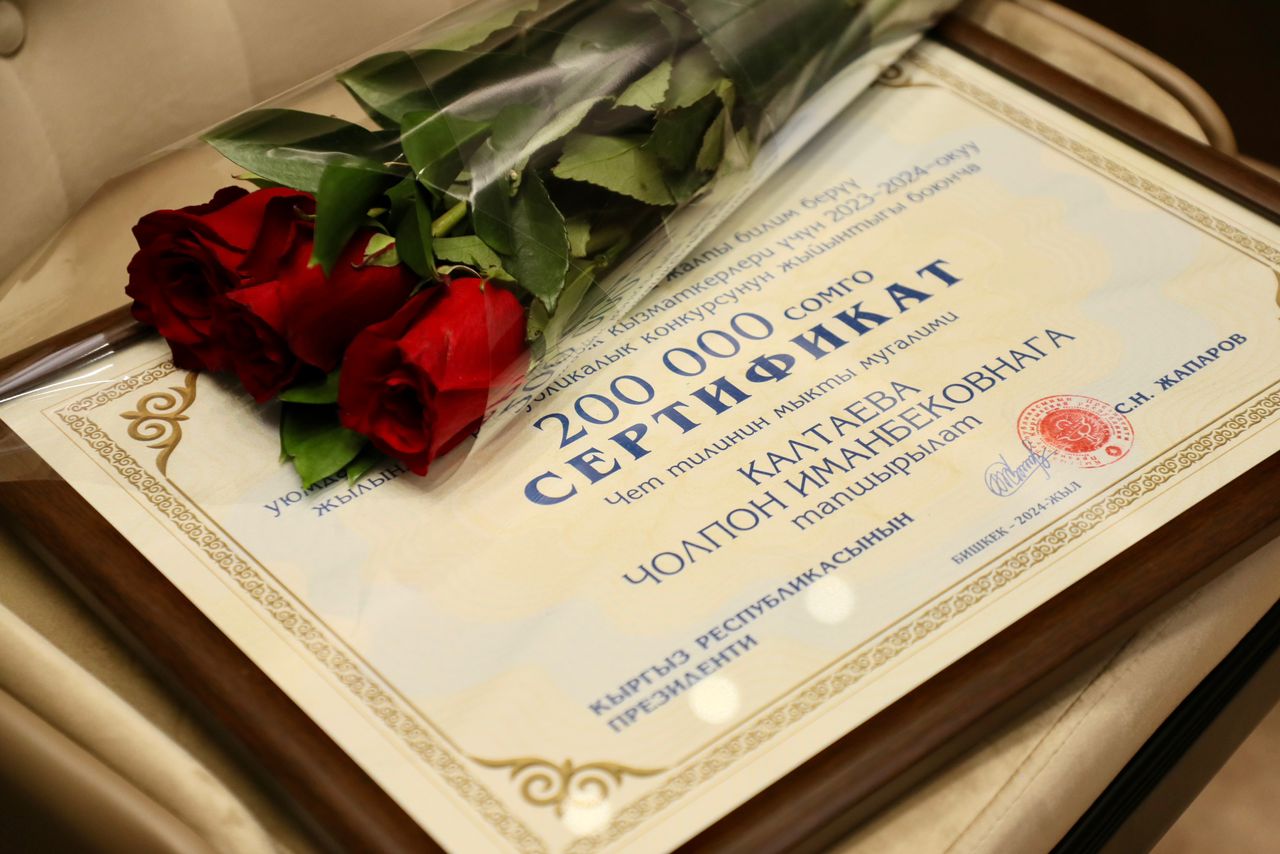 жалпы билим берүү
уюм
кызматкерлери үчүн 2023-2024-окуу
жылын
конкурсунун жыйынтыгы боюнча
200 000 сомго
СЕРТИФИКАТ
Чет тилинин мыкты мугалими
КАЛТАЕВА
ЧОЛПОН ИМАНБЕКОВНАГА
тапшырылат
КЫРГЫЗ РЕСПУБЛИКАСЫНЫН
ПРЕЗИДЕНТИ
С.Н. ЖАПАРОВ
БИШКЕК - 2024-ЖЫЛ